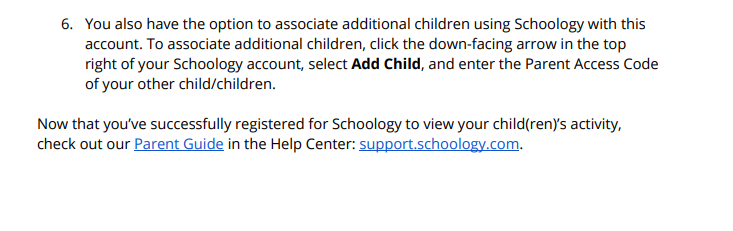 6. You also have the option to associate additional children using Schoology with this
account. To associate additional children, click the down-facing arrow in the top
right of your Schoology account, select Add Child, and enter the Parent Access Code
of your other child/children.
Now that you’ve successfully registered for Schoology to view your child(ren)’s activity,
check out our Parent Guide in the Help Center: support.schoology.com.